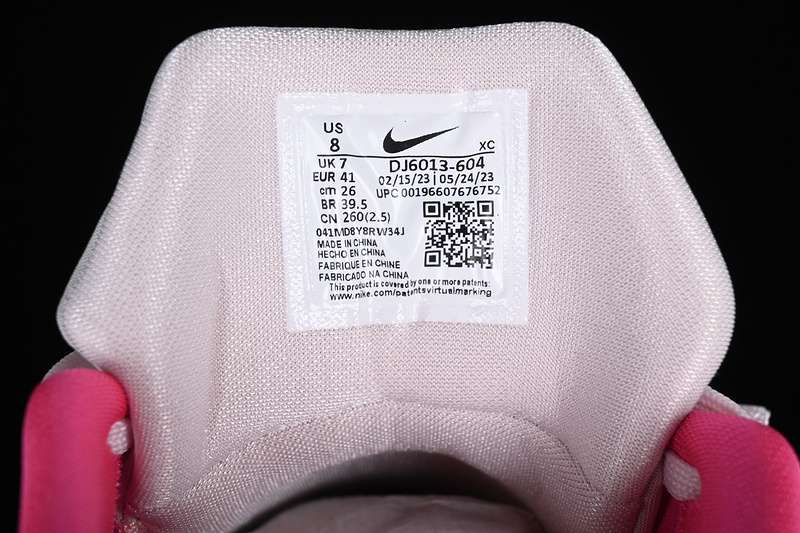 US
8
XC
UK 7
DJ6013-604
EUR 41
02/15/23 | 05/24/23
cm 26
UPC 00196607676752
BR 39.5
CN 260(2.5)
041MD8Y8RW34J
MADE IN CHINA
HECHO EN CHINA
FABRIQUE EN CHINE
FABRICADO NA CHINA
This product is covered by one or more patents:
www.nike.com/patentsvirtualmarking